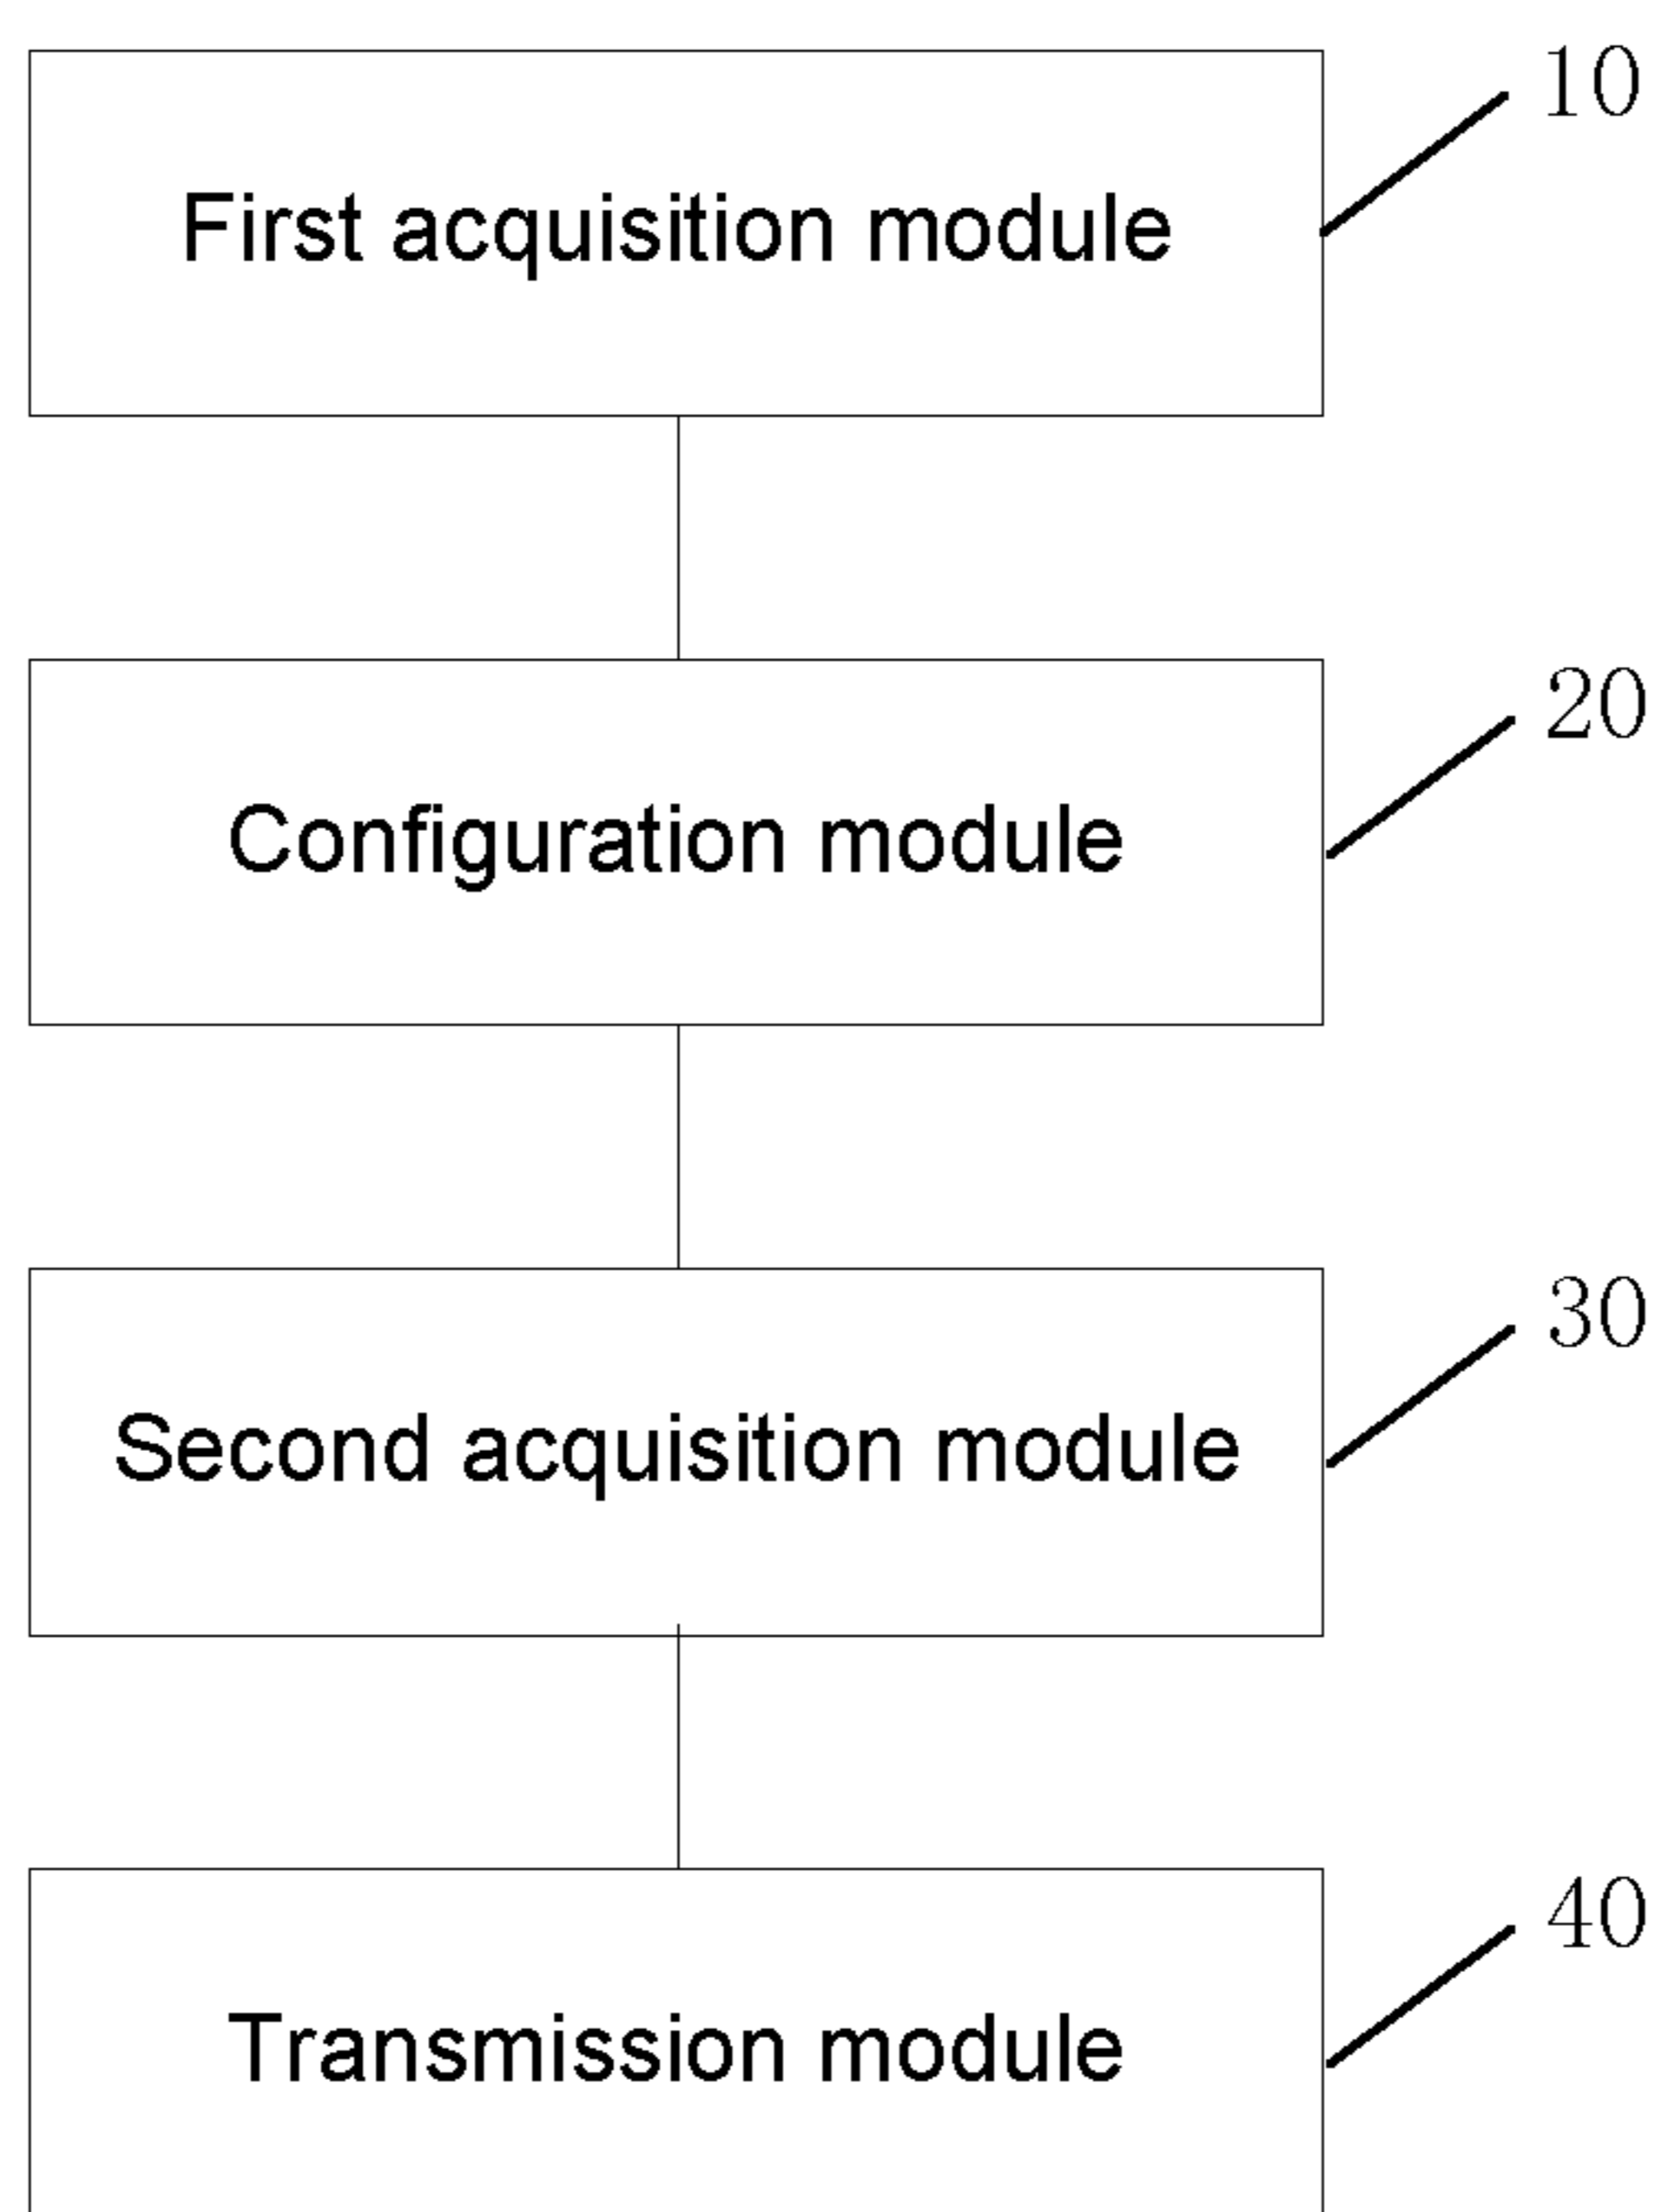 10
First acquisition module
20
Configuration module
30
Second acquisition module
40
Transmission module